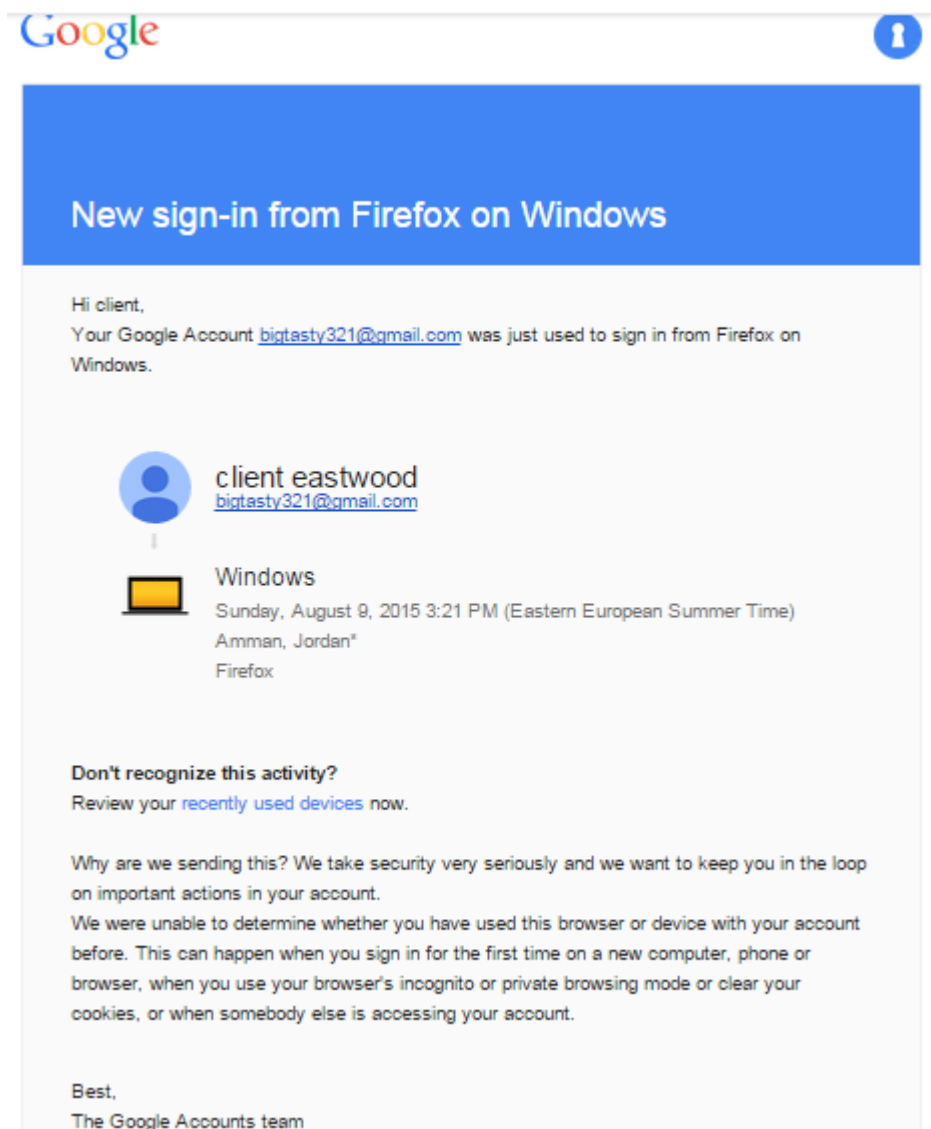 Google
New sign-in from Firefox on Windows
Hi client,
Your Google Account bigtasty321@gmail.com was just used to sign in from Firefox on
Windows.
client eastwood
bigtasty321@gmail.com
Windows
Sunday, August 9, 2015 3:21 PM (Eastern European Summer Time)
Amman, Jordan*
Firefox
Don't recognize this activity?
Review your recently used devices now.
Why are we sending this? We take security very seriously and we want to keep you in the loop
on important actions in your account.
We were unable to determine whether you have used this browser or device with your account
before. This can happen when you sign in for the first time on a new computer, phone or
browser, when you use your browser's incognito or private browsing mode or clear your
cookies, or when somebody else is accessing your account.
Best,
The Google Accounts team